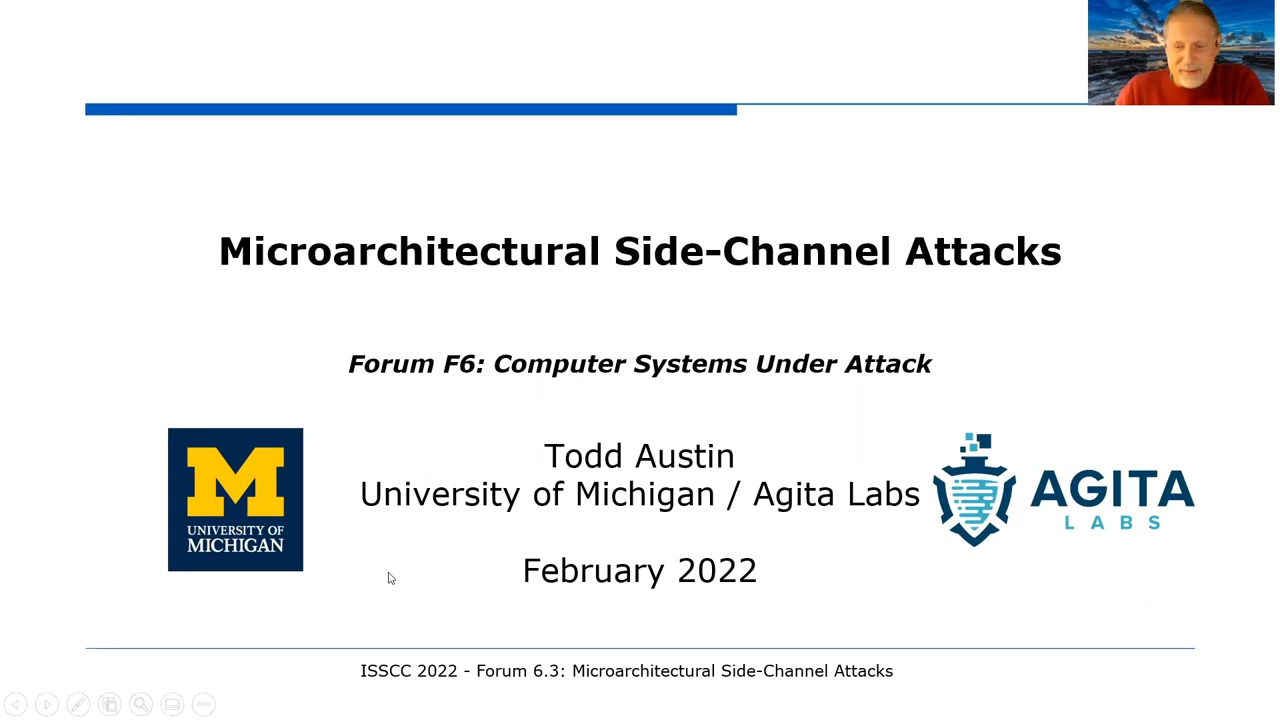 Microarchitectural Side-Channel Attacks
Forum F6: Computer Systems Under Attack
Todd Austin
University of Michigan / Agita Labs
February 2022
M
UNIVERSITY OF
MICHIGAN
AGITA
LABS
ISSCC 2022 - Forum 6.3: Microarchitectural Side-Channel Attacks